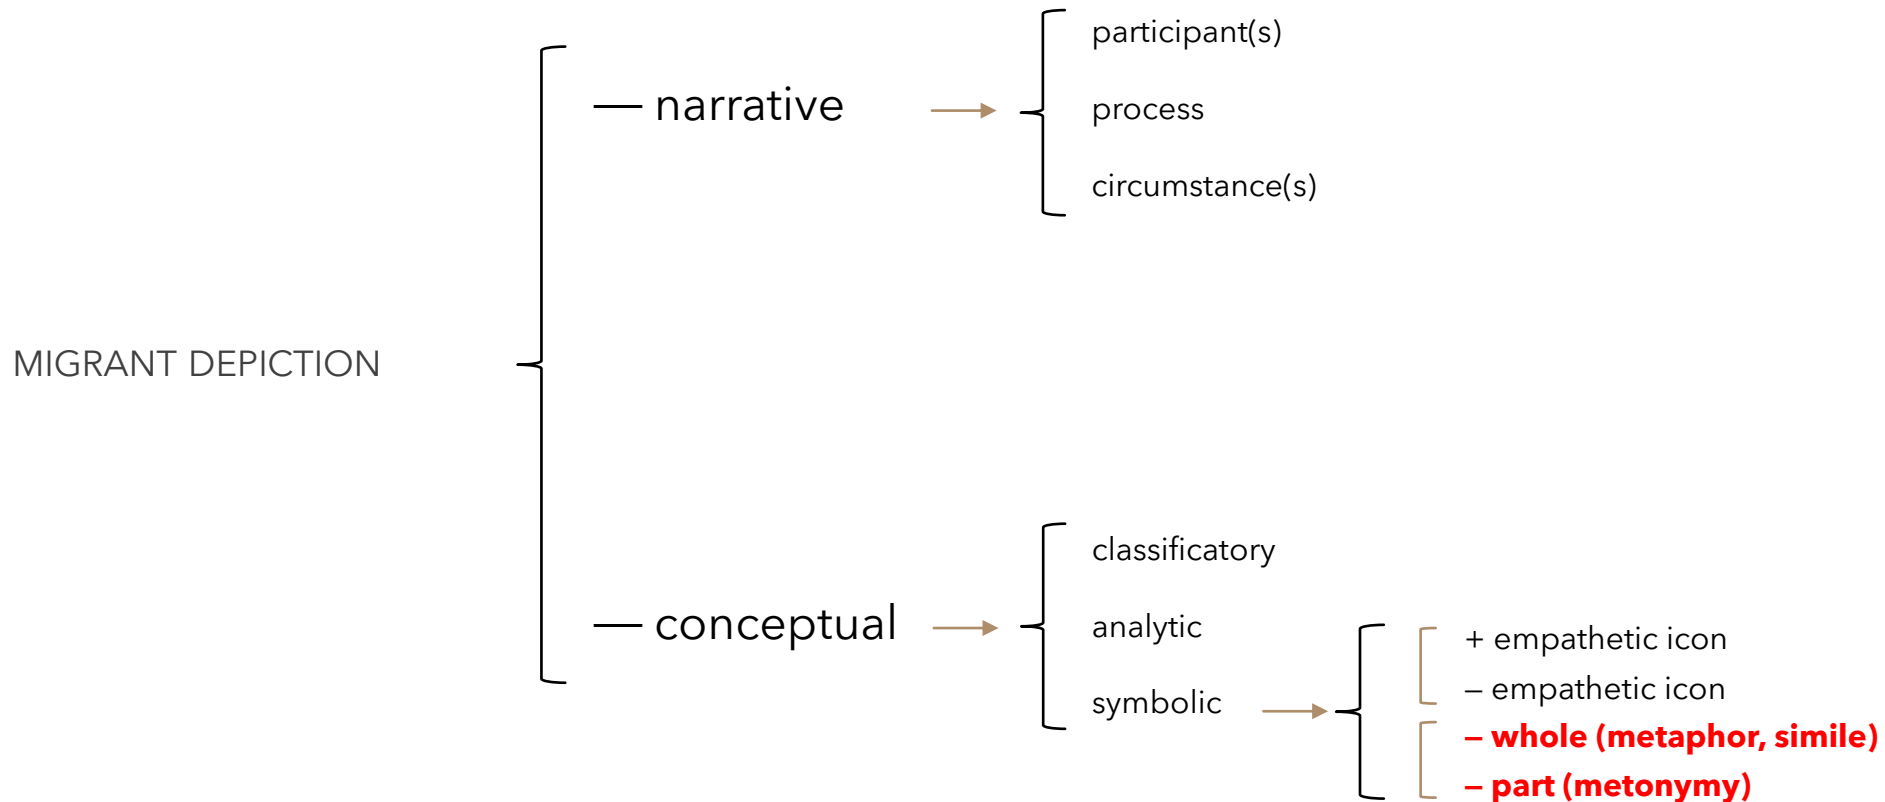 participant(s)
— narrative
process
circumstance(s)
MIGRANT DEPICTION
classificatory
— conceptual
analytic
+ empathetic icon
– empathetic icon
symbolic
– whole (metaphor, simile)
– part (metonymy)